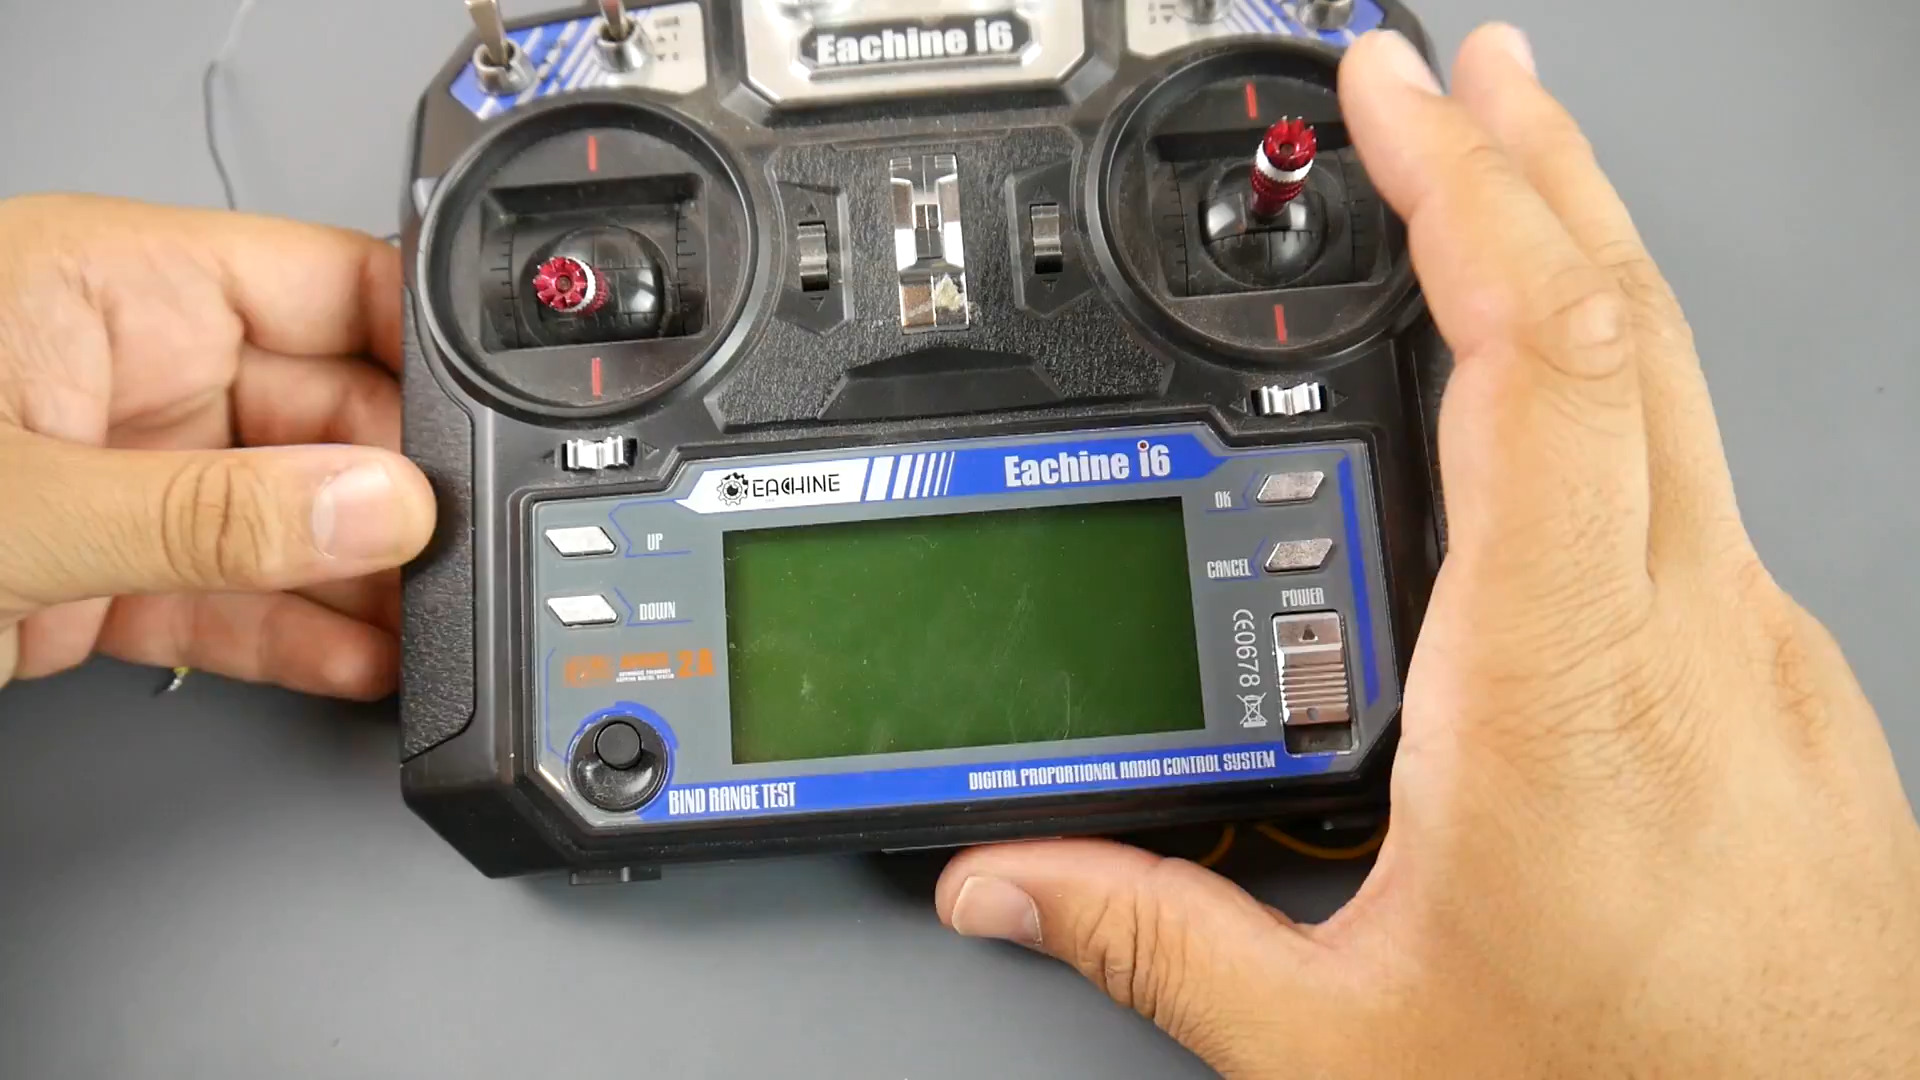 Eachine i6
EACHINE
Eachine i6
OK
UP
CANCEL
DOWN
POWER
CE0678
2A
BIND RANGE TEST
DIGITAL PROPORTIONAL RADIO CONTROL SYSTEM